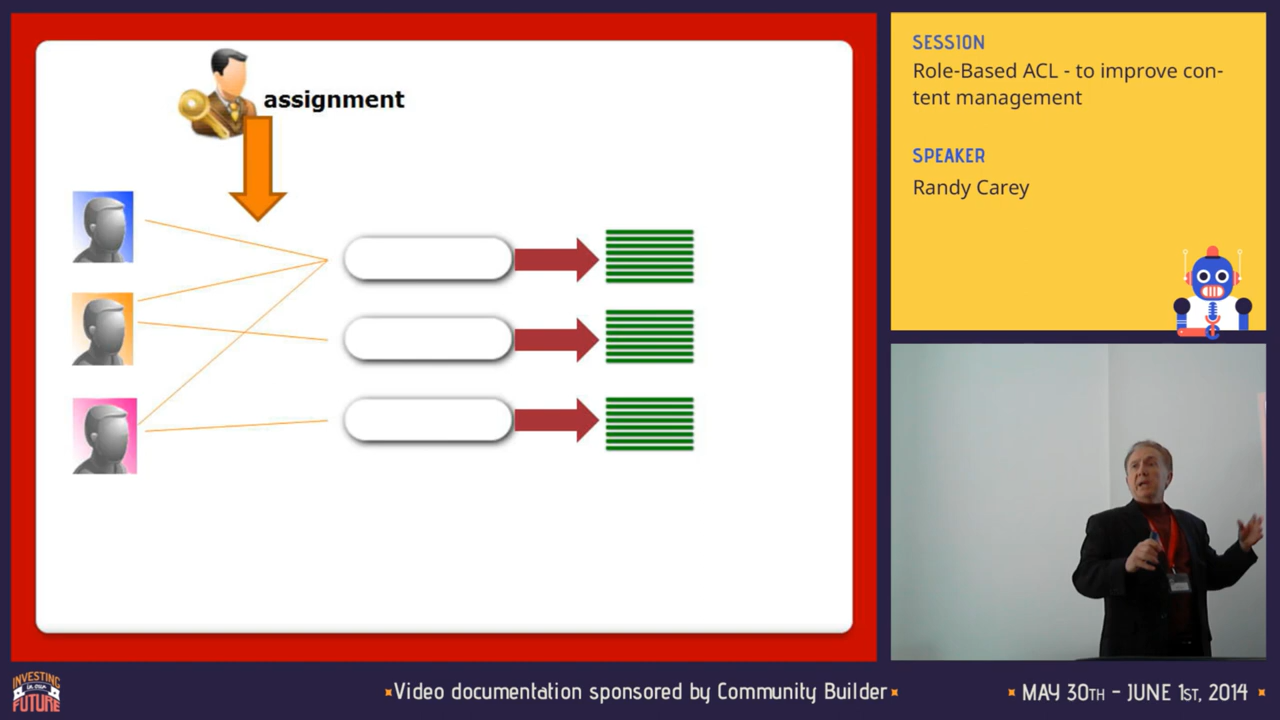 assignment
SESSION
Role-Based ACL - to improve con-
tent management
SPEAKER
Randy Carey
INVESTING
IN OUR
FUTURE
Video documentation sponsored by Community Builder
MAY 30TH - JUNE 1ST, 2014